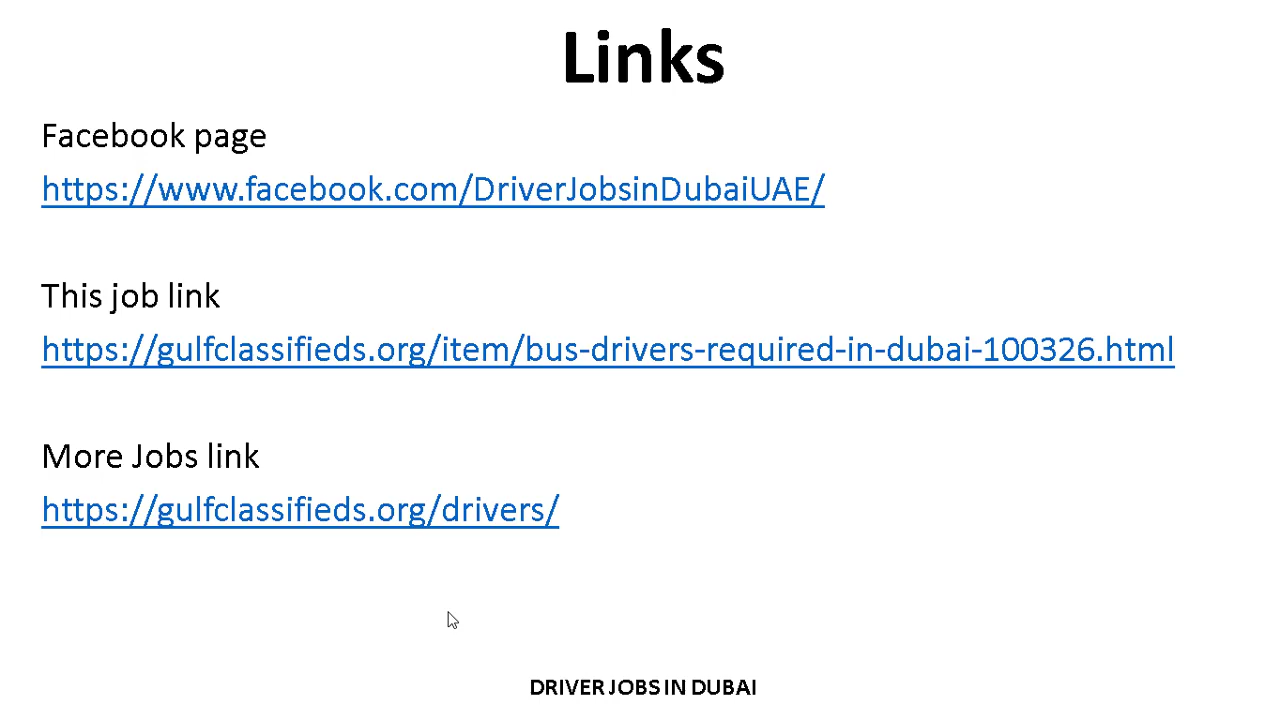 Links
Facebook page
https://www.facebook.com/DriverJobsinDubaiUAE/
This job link
https://gulfclassifieds.org/item/bus-drivers-required-in-dubai-100326.html
More Jobs link
https://gulfclassifieds.org/drivers/
DRIVER JOBS IN DUBAI